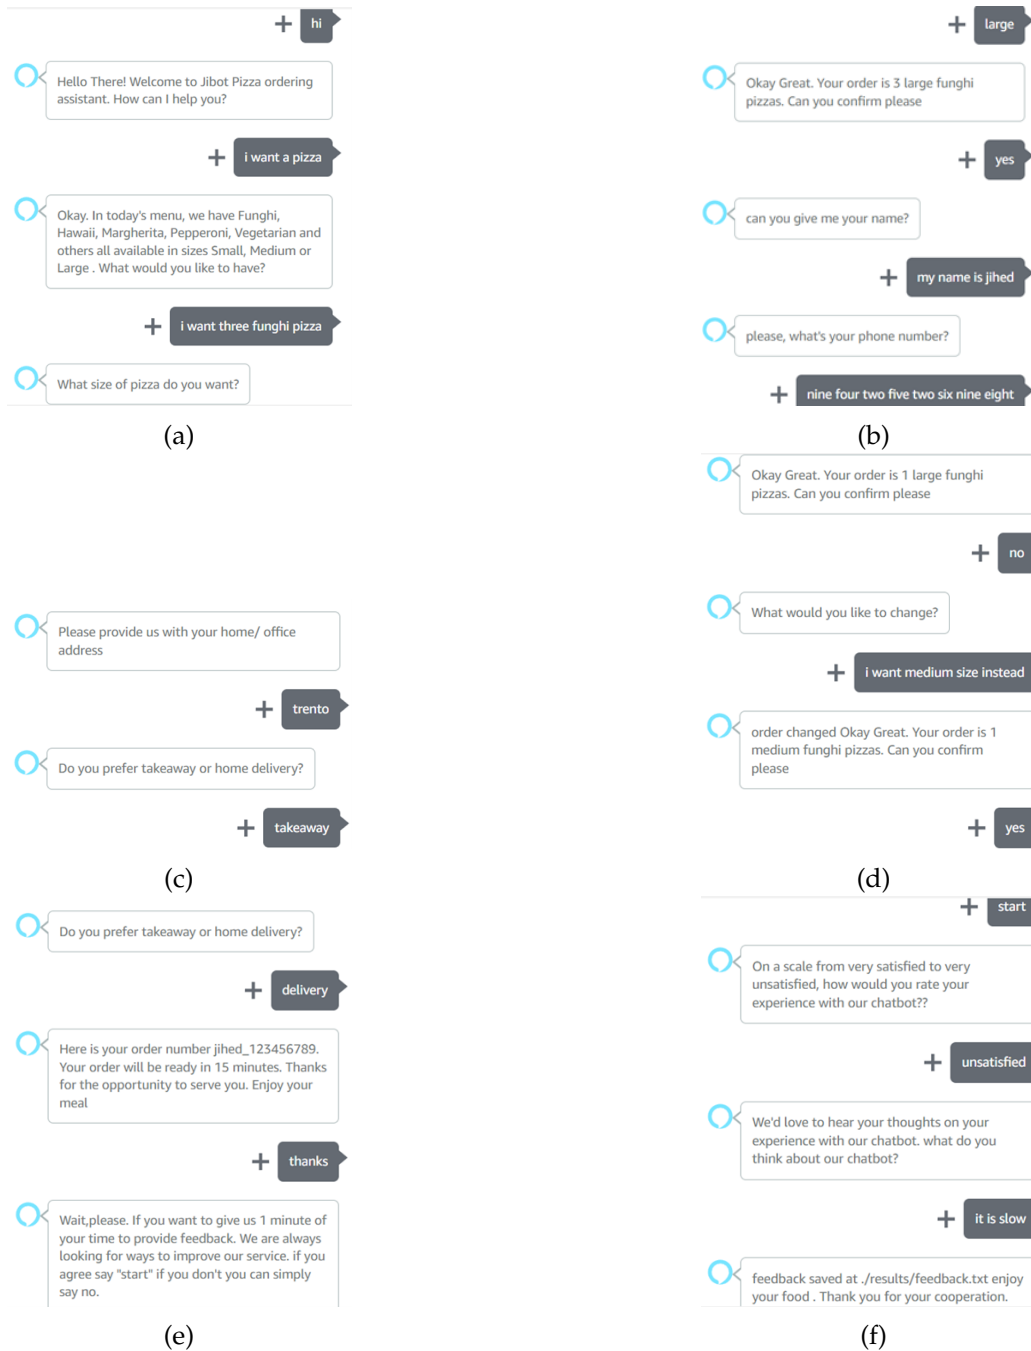 hi
Hello There! Welcome to Jibot Pizza ordering
assistant. How can I help you?
i want a pizza
Okay. In today's menu, we have Funghi,
Hawaii, Margherita, Pepperoni, Vegetarian and
others all available in sizes Small, Medium or
Large . What would you like to have?
i want three funghi pizza
What size of pizza do you want?
(a)
large
Okay Great. Your order is 3 large funghi
pizzas. Can you confirm please
yes
can you give me your name?
my name is jihed
please, what's your phone number?
nine four two five two six nine eight
(b)
Please provide us with your home/ office
address
trento
Do you prefer takeaway or home delivery?
takeaway
(c)
Okay Great. Your order is 1 large funghi
pizzas. Can you confirm please
no
What would you like to change?
i want medium size instead
order changed Okay Great. Your order is 1
medium funghi pizzas. Can you confirm
please
yes
(d)
Do you prefer takeaway or home delivery?
delivery
Here is your order number jihed_123456789.
Your order will be ready in 15 minutes. Thanks
for the opportunity to serve you. Enjoy your
meal
thanks
Wait,please. If you want to give us 1 minute of
your time to provide feedback. We are always
looking for ways to improve our service. if you
agree say "start" if you don't you can simply
say no.
(e)
start
On a scale from very satisfied to very
unsatisfied, how would you rate your
experience with our chatbot??
unsatisfied
We'd love to hear your thoughts on your
experience with our chatbot. what do you
think about our chatbot?
it is slow
feedback saved at ./results/feedback.txt enjoy
your food . Thank you for your cooperation.
(f)